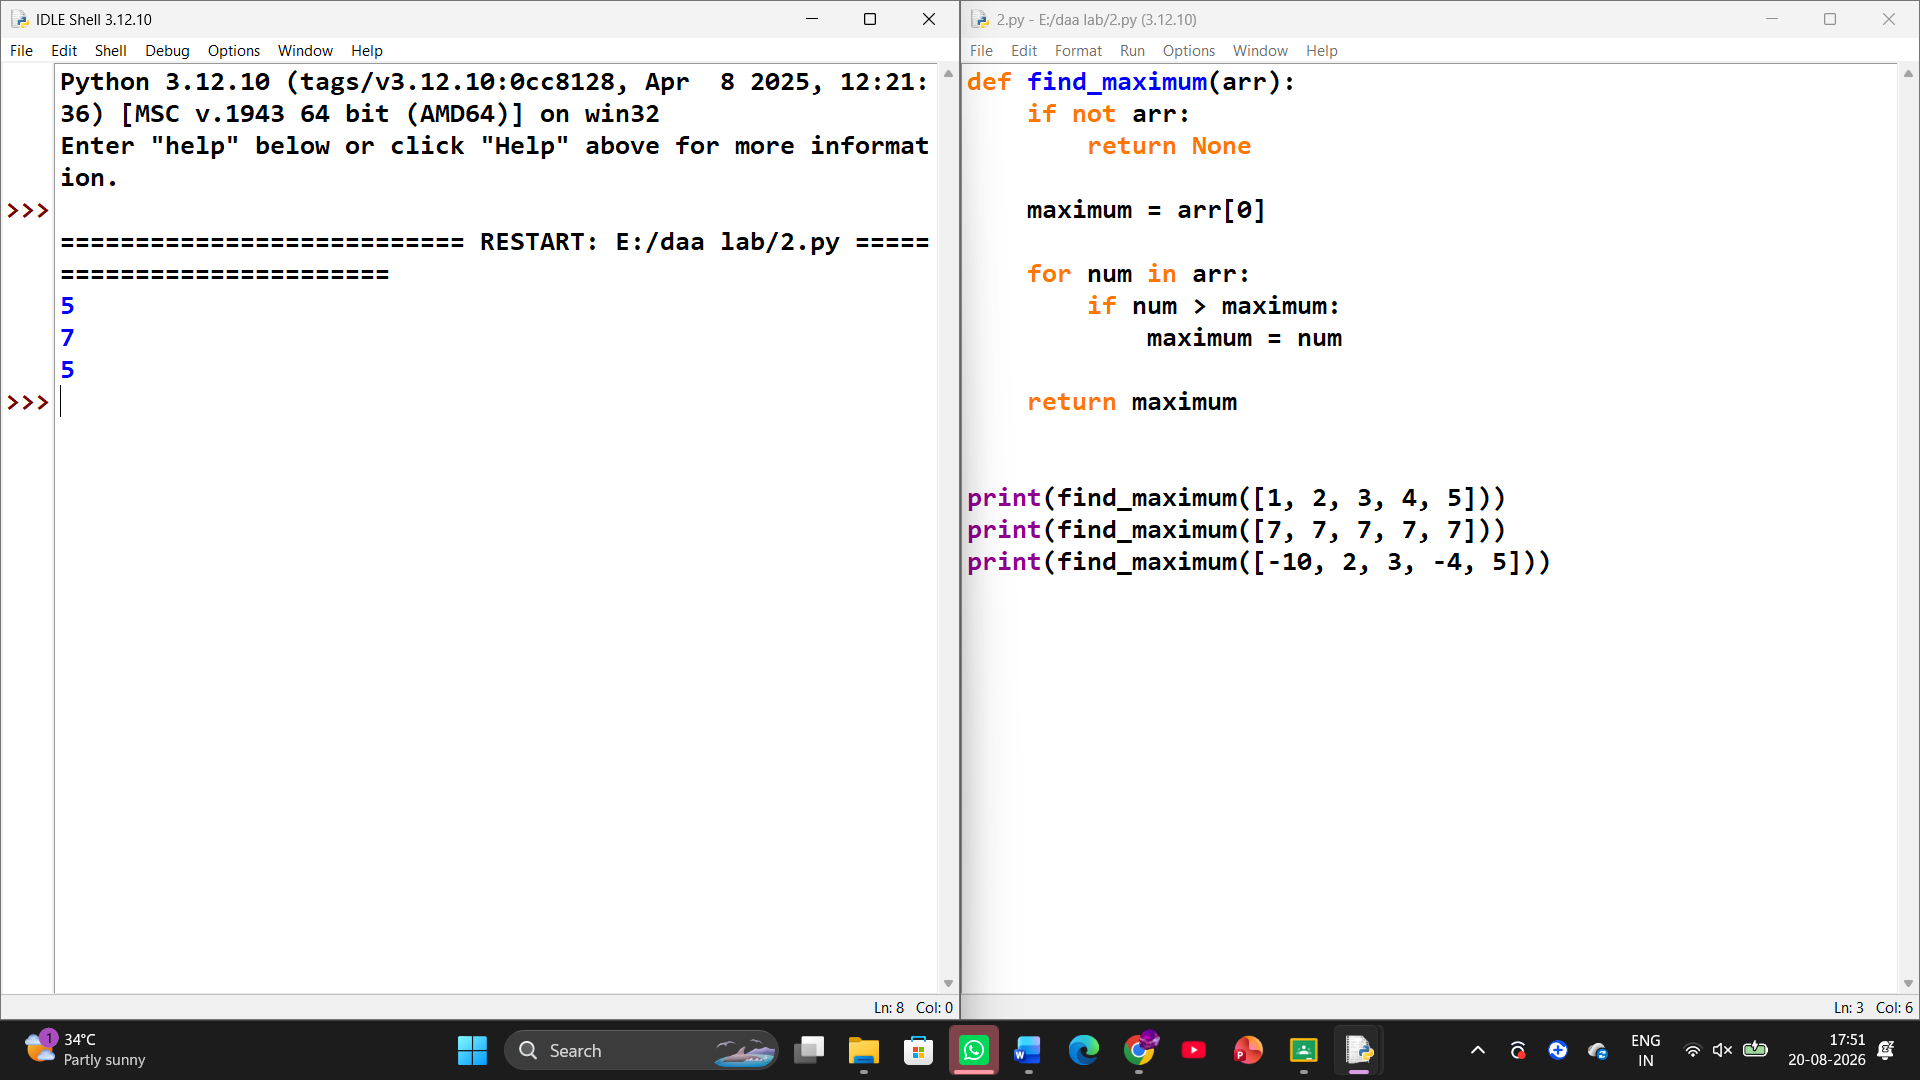 IDLE Shell 3.12.10
File Edit Shell Debug Options Window Help
Python 3.12.10 (tags/v3.12.10:0cc8128, Apr  8 2025, 12:21:
36) [MSC v.1943 64 bit (AMD64)] on win32
Enter "help" below or click "Help" above for more informat
ion.
>>>
=========================== RESTART: E:/daa lab/2.py =====
======================
5
7
5
>>>
Ln: 8 Col: 0
2.py - E:/daa lab/2.py (3.12.10)
File Edit Format Run Options Window Help
def find_maximum(arr):
    if not arr:
        return None
    maximum = arr[0]
    for num in arr:
        if num > maximum:
            maximum = num
    return maximum
print(find_maximum([1, 2, 3, 4, 5]))
print(find_maximum([7, 7, 7, 7, 7]))
print(find_maximum([-10, 2, 3, -4, 5]))
Ln: 3 Col: 6
1
34°C
Partly sunny
Search
W
P
ENG
IN
17:51
20-08-2026